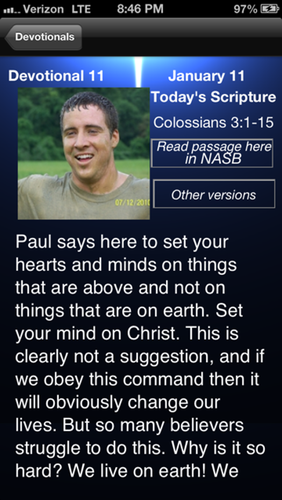 Verizon LTE 8:46 PM 97%
Devotionals
Devotional 11
January 11
Today's Scripture
Colossians 3:1-15
Read passage here
in NASB
Other versions
07/12/2010
Paul says here to set your
hearts and minds on things
that are above and not on
things that are on earth. Set
your mind on Christ. This is
clearly not a suggestion, and if
we obey this command then it
will obviously change our
lives. But so many believers
struggle to do this. Why is it so
hard? We live on earth! We